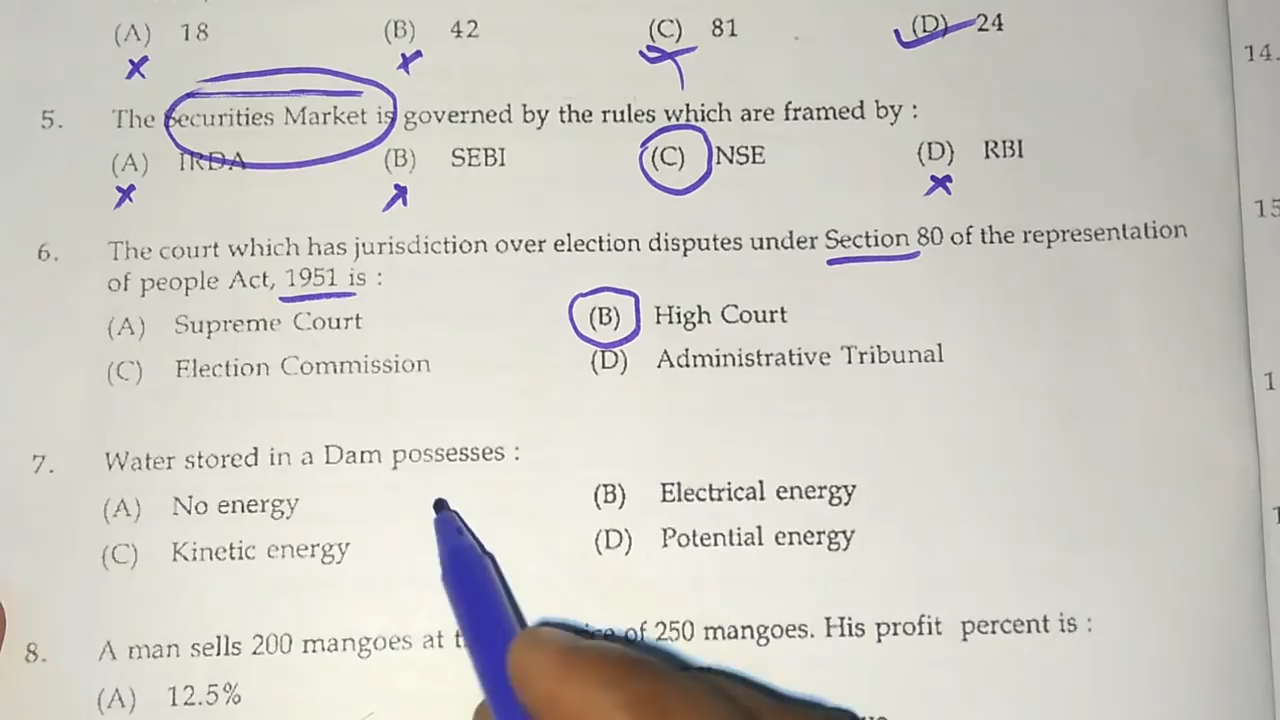 (A) 18 (B) 42 (C) 81 (D) 24
14.
5. The Securities Market is governed by the rules which are framed by :
(A) IRDA (B) SEBI (C) NSE (D) RBI
15
6. The court which has jurisdiction over election disputes under Section 80 of the representation
of people Act, 1951 is :
(A) Supreme Court (B) High Court
(C) Election Commission (D) Administrative Tribunal
1
7. Water stored in a Dam possesses :
(A) No energy (B) Electrical energy
(C) Kinetic energy (D) Potential energy
8. A man sells 200 mangoes at of 250 mangoes. His profit percent is :
(A) 12.5%